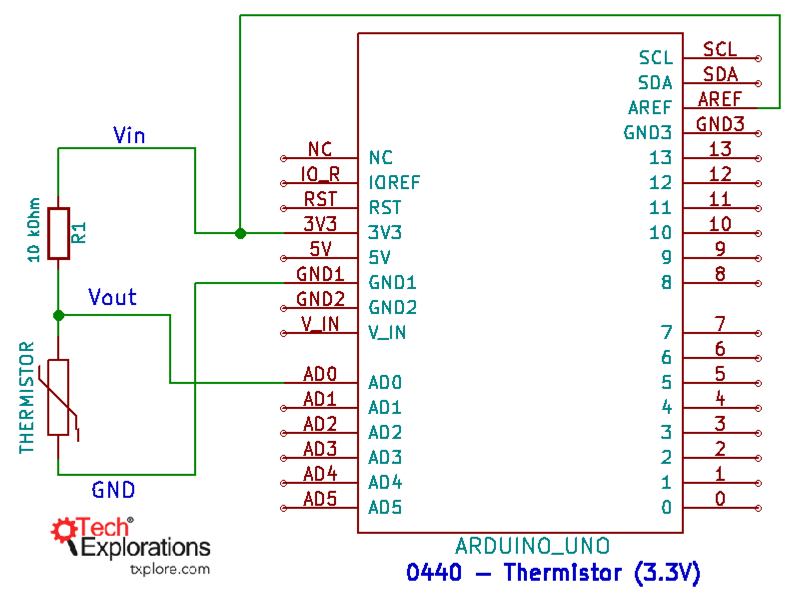 Vin
10 kOhm
R1
Vout
THERMISTOR
GND
NC
IO_R
RST
3V3
5V
GND1
GND2
V_IN
AD0
AD1
AD2
AD3
AD4
AD5
NC
IOREF
RST
3V3
5V
GND1
GND2
V_IN
AD0
AD1
AD2
AD3
AD4
AD5
SCL
SDA
AREF
GND3
13
12
11
10
9
8
7
6
5
4
3
2
1
0
SCL
SDA
AREF
GND3
13
12
11
10
9
8
7
6
5
4
3
2
1
0
ARDUINO_UNO
0440 – Thermistor (3.3V)
Tech®
Explorations
txplore.com